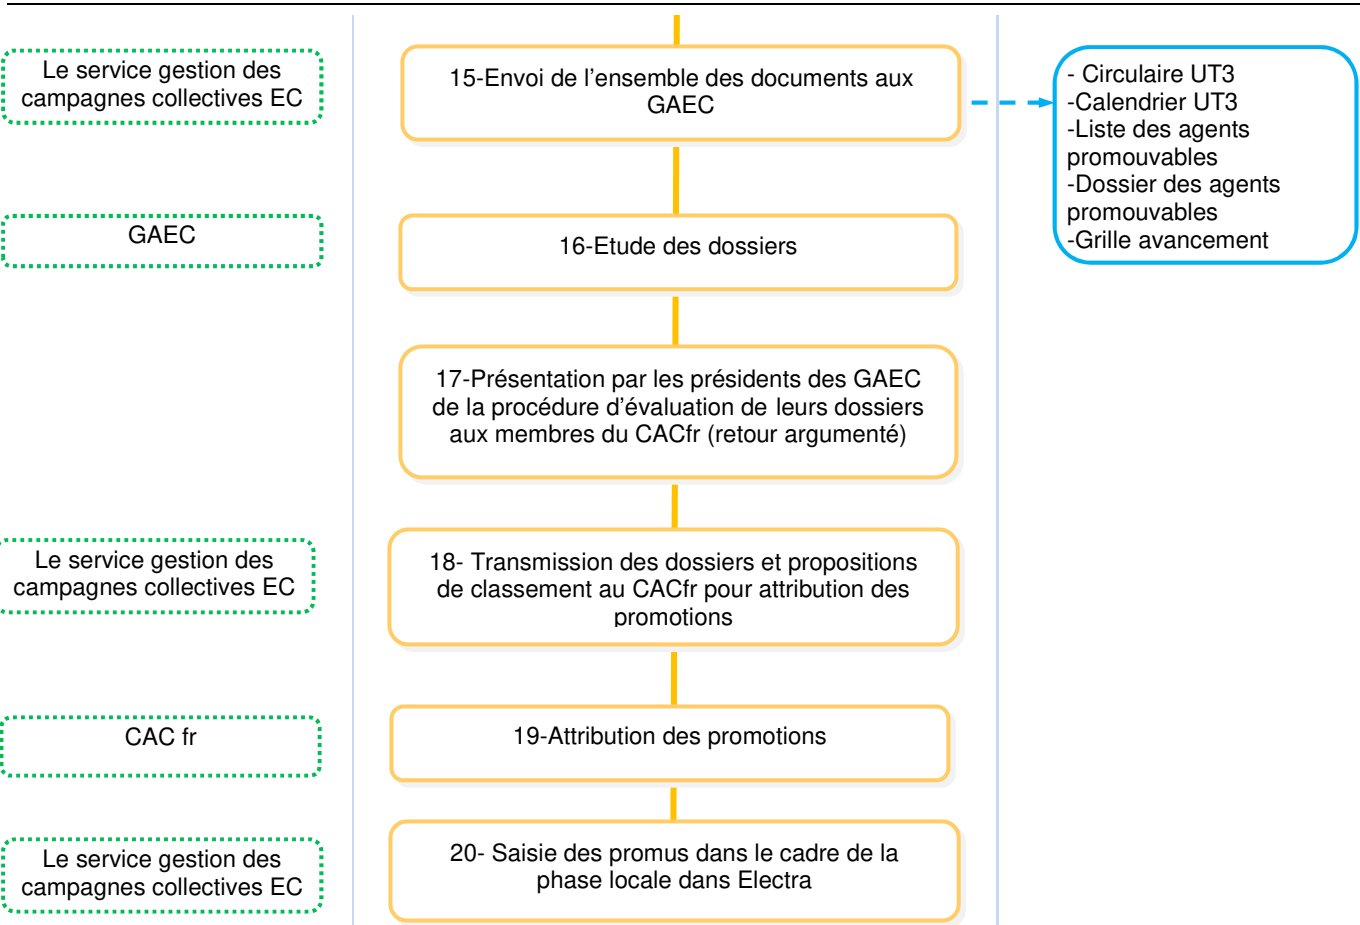 Le service gestion des
campagnes collectives EC
15-Envoi de l'ensemble des documents aux
GAEC
- Circulaire UT3
-Calendrier UT3
-Liste des agents
promouvables
-Dossier des agents
promouvables
-Grille avancement
GAEC
16-Etude des dossiers
17-Présentation par les présidents des GAEC
de la procédure d'évaluation de leurs dossiers
aux membres du CACfr (retour argumenté)
Le service gestion des
campagnes collectives EC
18- Transmission des dossiers et propositions
de classement au CACfr pour attribution des
promotions
CAC fr
19-Attribution des promotions
Le service gestion des
campagnes collectives EC
20- Saisie des promus dans le cadre de la
phase locale dans Electra